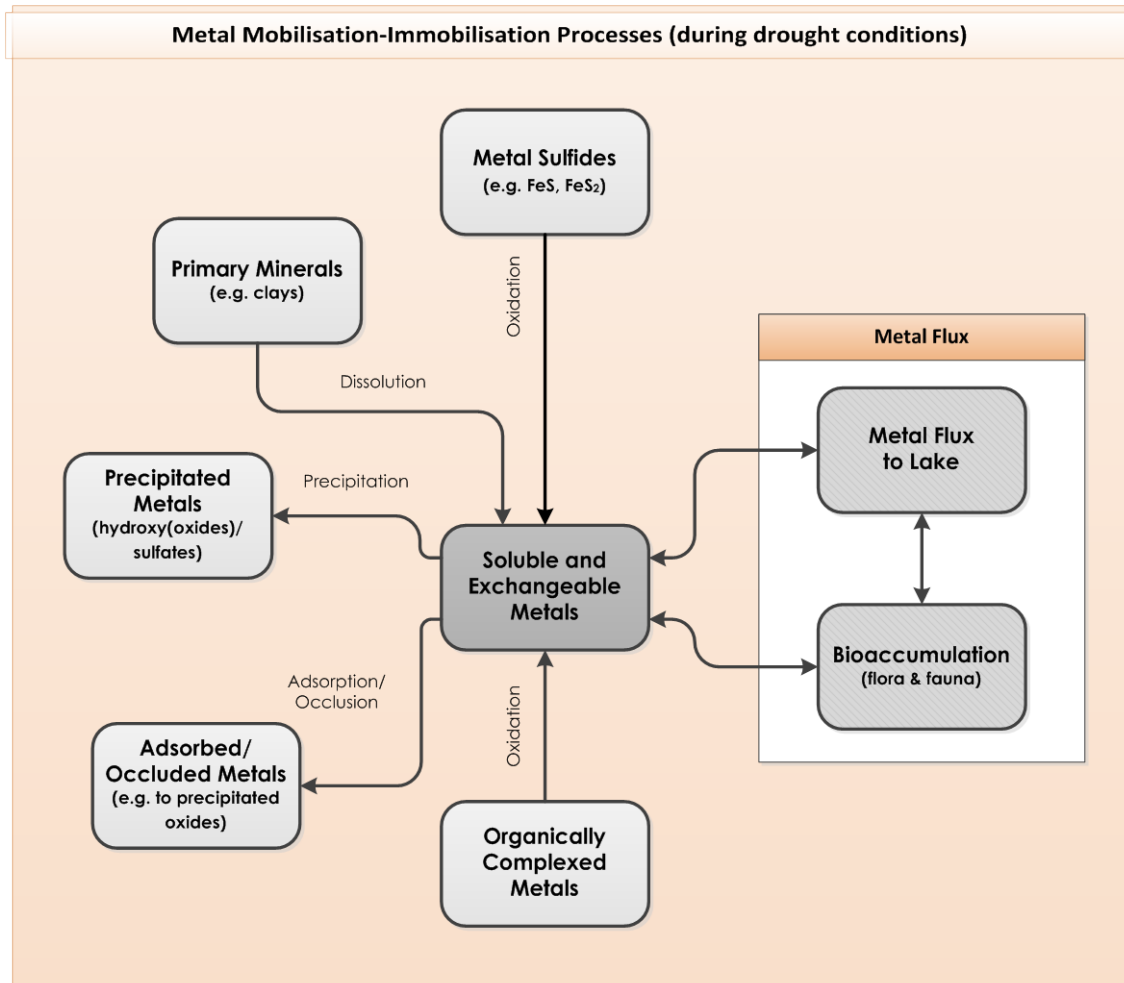 Metal Mobilisation-Immobilisation Processes (during drought conditions)
Metal Sulfides
(e.g. FeS, FeS₂)
Primary Minerals
(e.g. clays)
Oxidation
Dissolution
Metal Flux
Metal Flux
to Lake
Precipitated
Metals
(hydroxy(oxides)/
sulfates)
Precipitation
Soluble and
Exchangeable
Metals
Bioaccumulation
(flora & fauna)
Adsorption/
Occlusion
Oxidation
Adsorbed/
Occluded Metals
(e.g. to precipitated
oxides)
Organically
Complexed
Metals